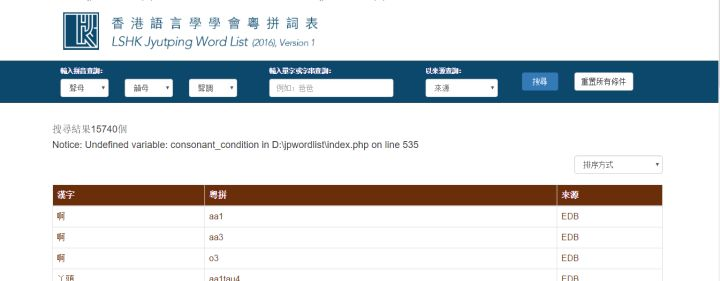 香港語言學學會粵拼詞表
LSHK Jyutping Word List (2016), Version 1
輸入拼音查詢: 輸入單字或字串查詢: 以來源查詢:
聲母 韻母 聲調 例如：爸爸 來源 搜尋 重置所有條件
搜尋結果15740個
Notice: Undefined variable: consonant_condition in D:\jpwordlist\index.php on line 535
排序方式
漢字 粵拼 來源
啊 aa1 EDB
啊 aa3 EDB
啊 o3 EDB
丫頭 aa1tau4 EDB